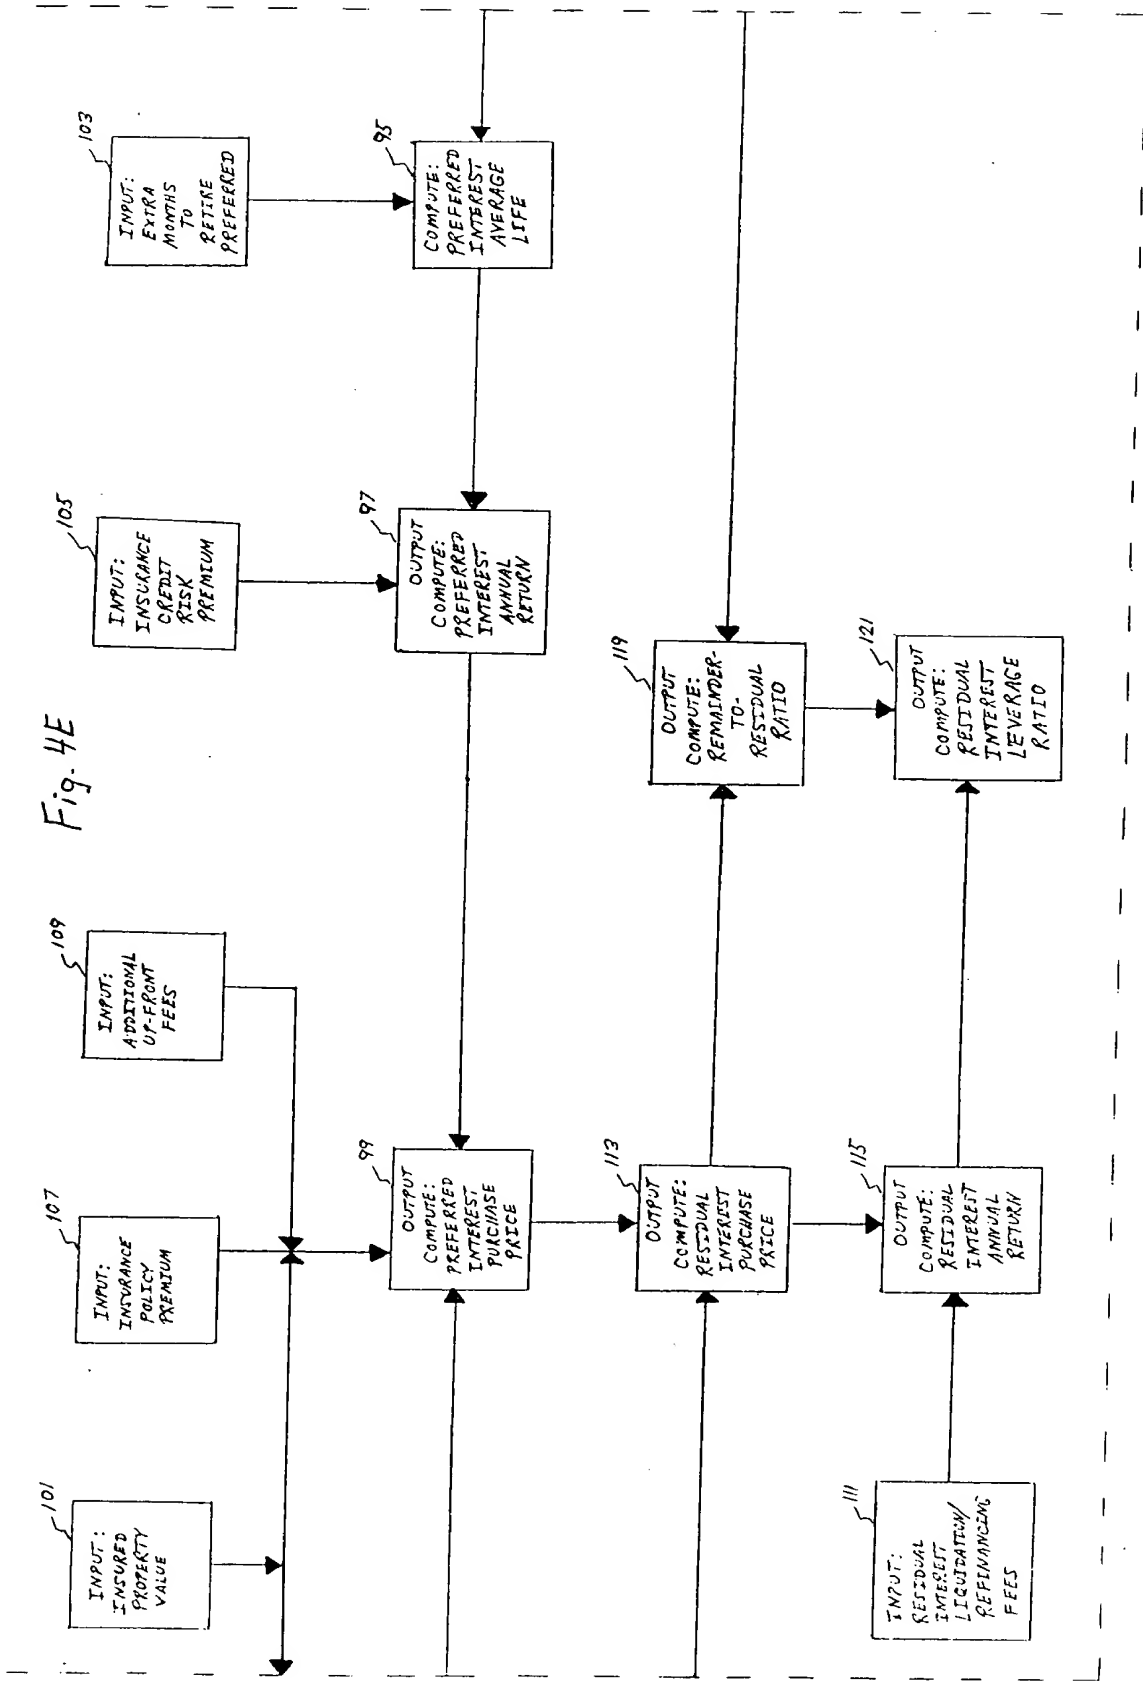 Fig. 4E
101
INPUT:
INSURED
PROPERTY
VALUE
107
INPUT:
INSURANCE
POLICY
PREMIUM
109
INPUT:
ADDITIONAL
UP-FRONT
FEES
105
INPUT:
INSURANCE
CREDIT
RISK
PREMIUM
103
INPUT:
EXTRA
MONTHS
TO
RETIRE
PREFERRED
99
OUTPUT
COMPUTE:
PREFERRED
INTEREST
PURCHASE
PRICE
97
OUTPUT
COMPUTE:
PREFERRED
INTEREST
ANNUAL
RETURN
95
COMPUTE:
PREFERRED
INTEREST
AVERAGE
LIFE
113
OUTPUT
COMPUTE:
RESIDUAL
INTEREST
PURCHASE
PRICE
119
OUTPUT
COMPUTE:
REMAINDER-
TO-
RESIDUAL
RATIO
111
INPUT:
RESIDUAL
INTEREST
LIQUIDATION/
REFINANCING
FEES
115
OUTPUT
COMPUTE:
RESIDUAL
INTEREST
ANNUAL
RETURN
121
OUTPUT
COMPUTE:
RESIDUAL
INTEREST
LEVERAGE
RATIO